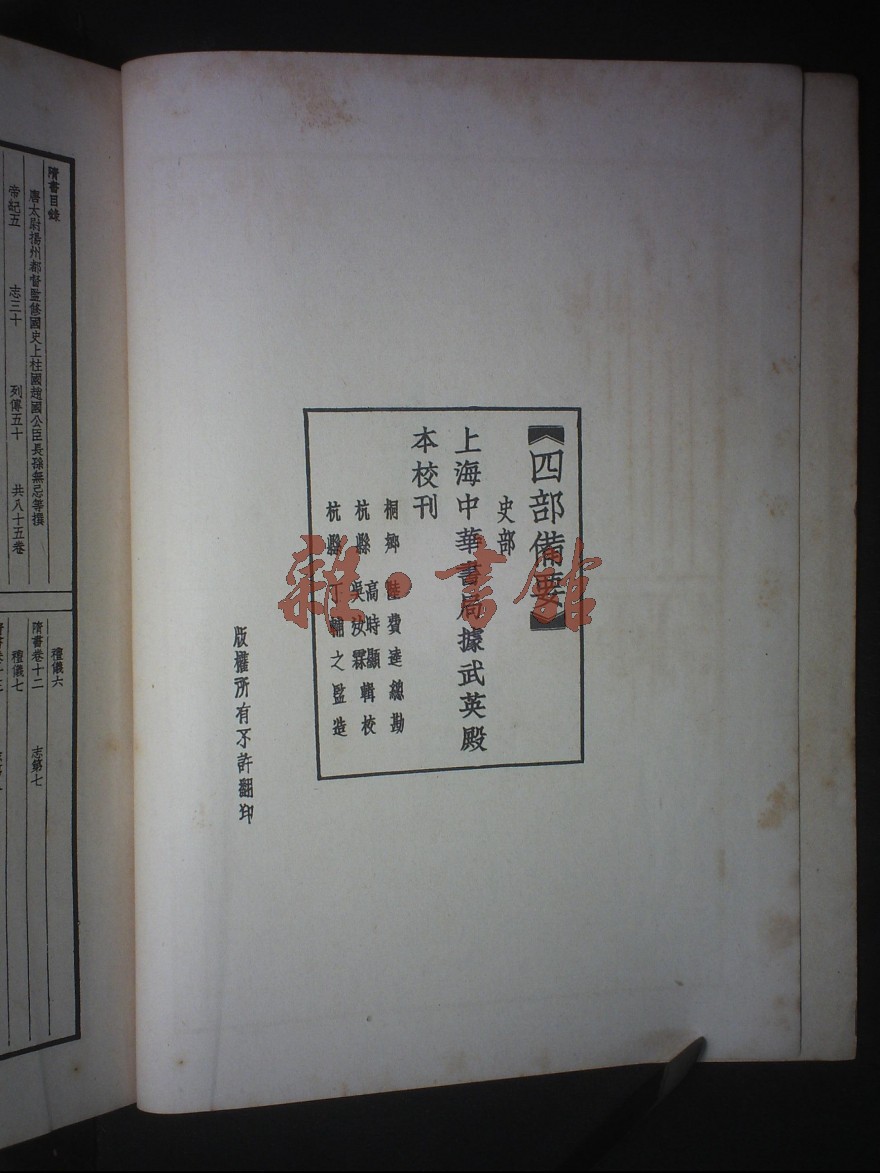 【四部備要】
史部
上海中華書局據武英殿
本校刊
桐鄉 陸費逵總勘
杭縣 高時顯輯校
吳汝霖
杭縣 丁輔之監造
版權所有不許翻印
雜·書館
隋書目錄
唐太尉揚州都督監修國史上柱國趙國公臣長孫無忌等撰
帝紀五 志三十 列傳五十 共八十五卷
禮儀六
隋書卷十二 志第七
禮儀七